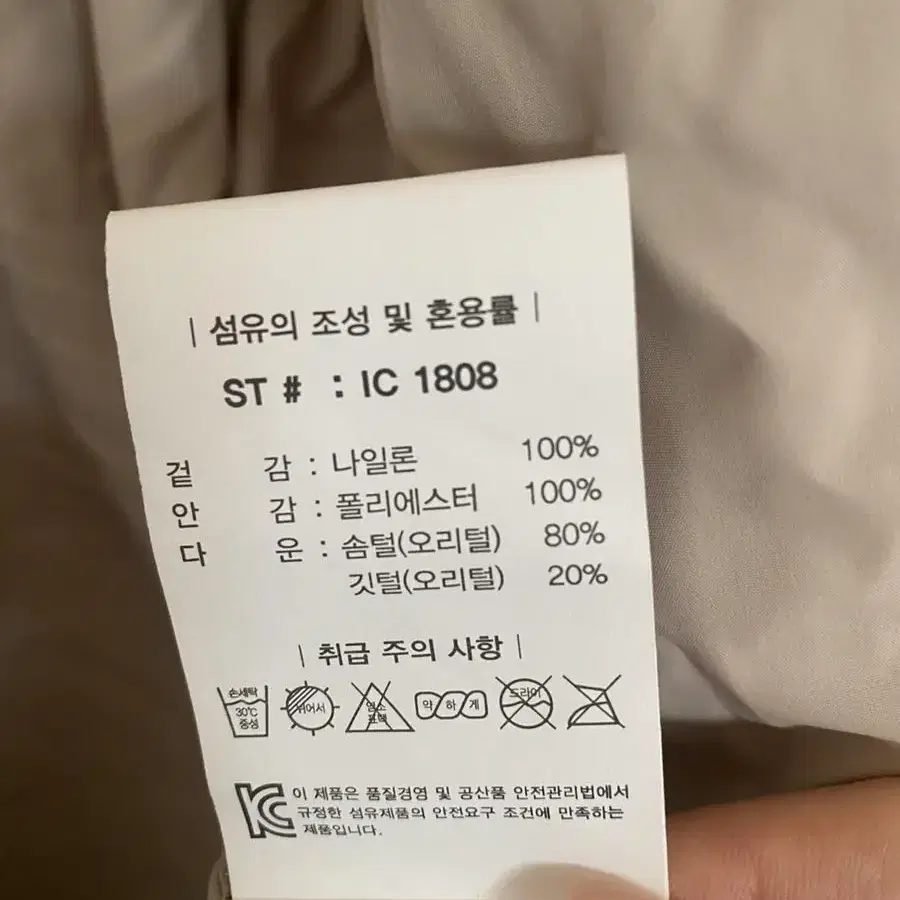 | 섬유의 조성 및 혼용률 |
ST # : IC 1808
겉 감 : 나일론 100%
안 감 : 폴리에스터 100%
다 운 : 솜털(오리털) 80%
깃털(오리털) 20%
| 취급 주의 사항 |
손세탁 30℃ 중성
뉘어서
염소 표백
약 하 게
드라이
KC
이 제품은 품질경영 및 공산품 안전관리법에서
규정한 섬유제품의 안전요구 조건에 만족하는
제품입니다.